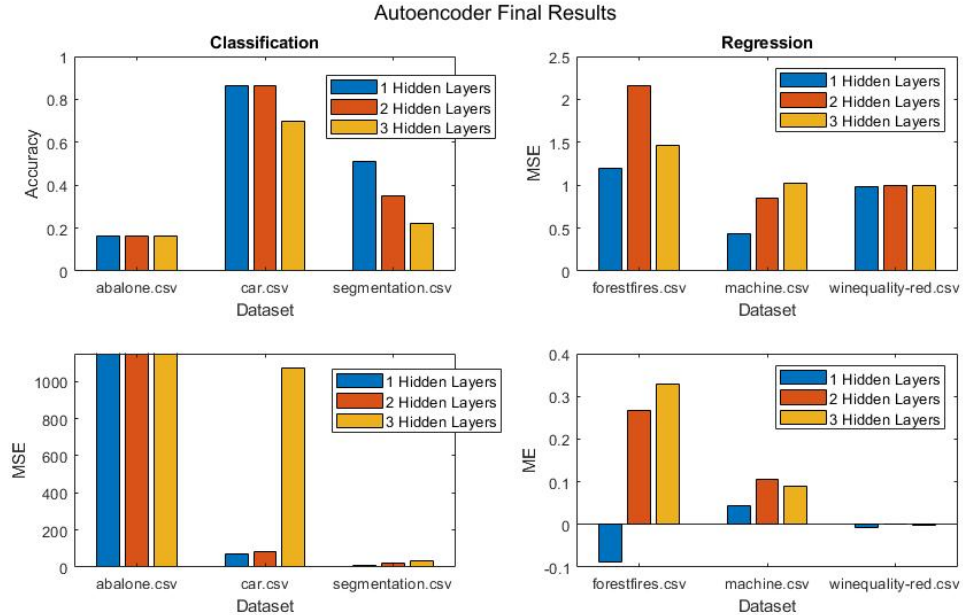 Autoencoder Final Results
Classification
1
0.8
0.6
0.4
0.2
0
Accuracy
1 Hidden Layers
2 Hidden Layers
3 Hidden Layers
abalone.csv car.csv segmentation.csv
Dataset
Regression
2.5
2
1.5
1
0.5
0
MSE
1 Hidden Layers
2 Hidden Layers
3 Hidden Layers
forestfires.csv machine.csv winequality-red.csv
Dataset
1000
800
600
400
200
0
MSE
1 Hidden Layers
2 Hidden Layers
3 Hidden Layers
abalone.csv car.csv segmentation.csv
Dataset
0.4
0.3
0.2
0.1
0
-0.1
ME
1 Hidden Layers
2 Hidden Layers
3 Hidden Layers
forestfires.csv machine.csv winequality-red.csv
Dataset